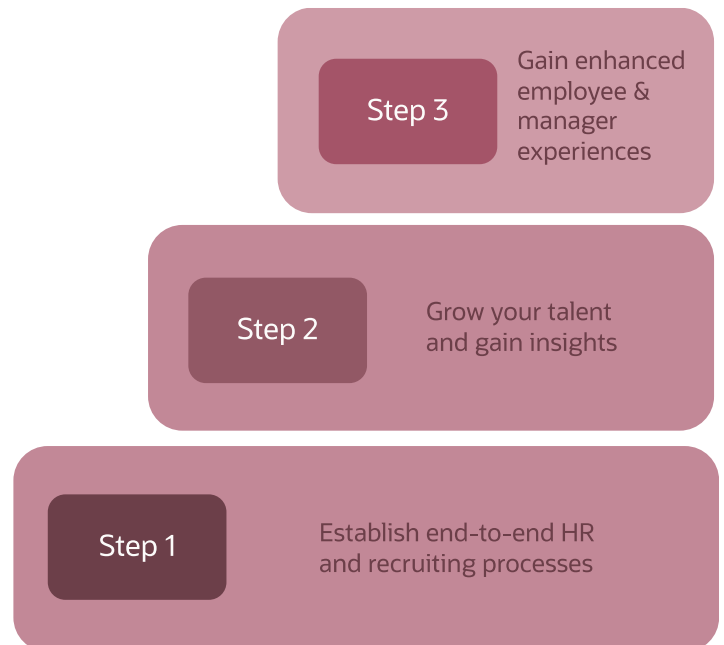 Step 3
Gain enhanced
employee &
manager
experiences
Step 2
Grow your talent
and gain insights
Step 1
Establish end-to-end HR
and recruiting processes